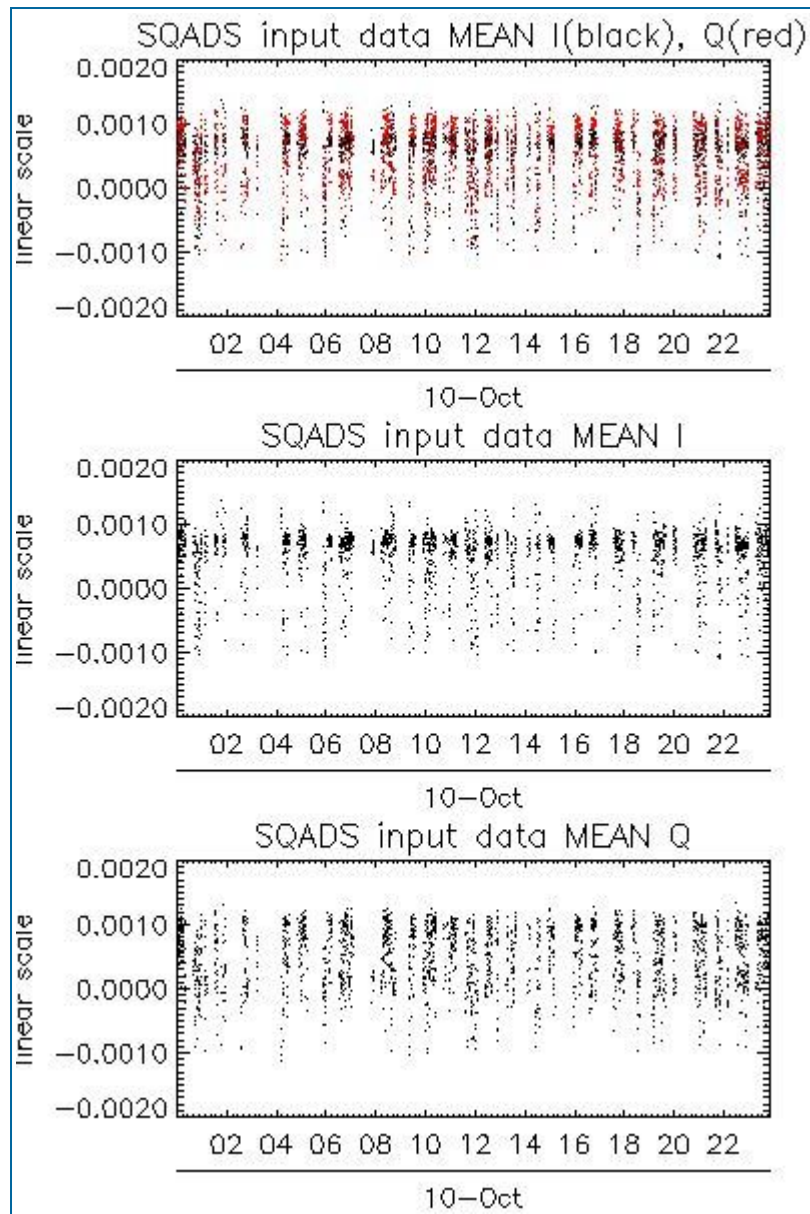 SQADS input data MEAN I(black), Q(red)
0.0020
0.0010
0.0000
−0.0010
−0.0020
linear scale
02 04 06 08 10 12 14 16 18 20 22
10−Oct
SQADS input data MEAN I
0.0020
0.0010
0.0000
−0.0010
−0.0020
linear scale
02 04 06 08 10 12 14 16 18 20 22
10−Oct
SQADS input data MEAN Q
0.0020
0.0010
0.0000
−0.0010
−0.0020
linear scale
02 04 06 08 10 12 14 16 18 20 22
10−Oct